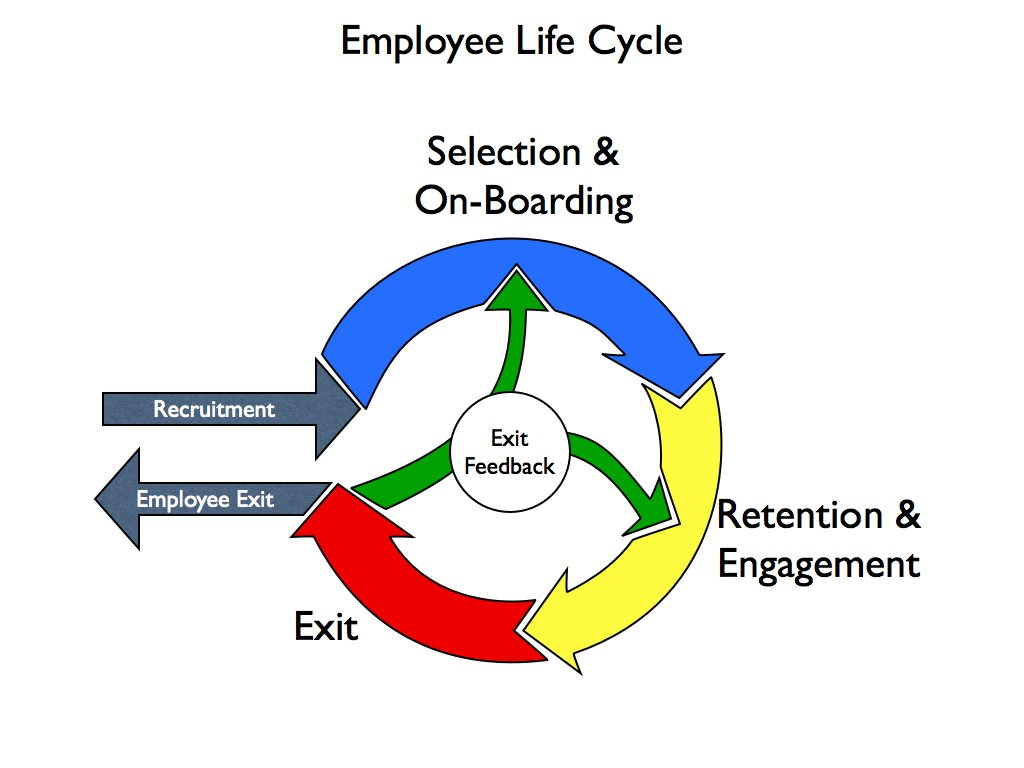 Employee Life Cycle
Selection &
On-Boarding
Recruitment
Exit
Feedback
Employee Exit
Retention &
Engagement
Exit